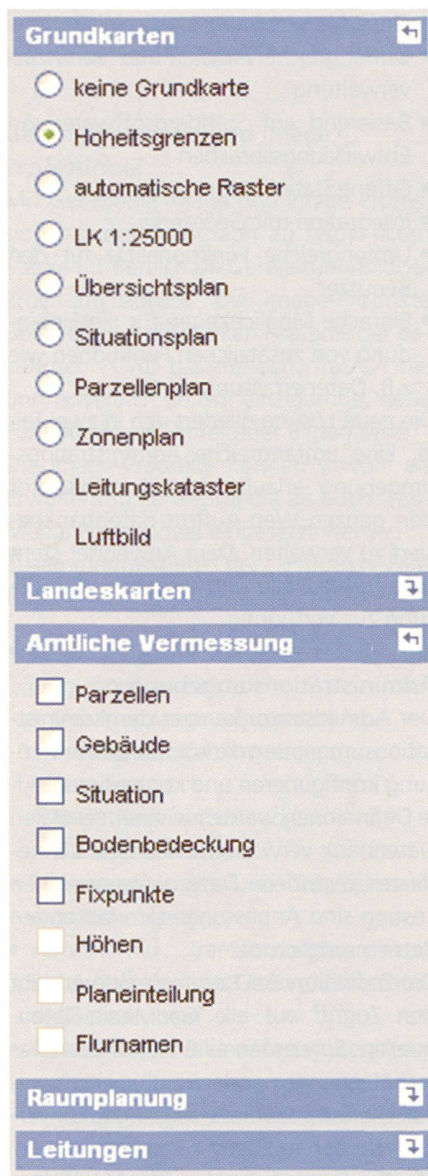 Grundkarten
keine Grundkarte
Hoheitsgrenzen
automatische Raster
LK 1:25000
Übersichtsplan
Situationsplan
Parzellenplan
Zonenplan
Leitungskataster
Luftbild
Landeskarten
Amtliche Vermessung
Parzellen
Gebäude
Situation
Bodenbedeckung
Fixpunkte
Höhen
Planeinteilung
Flurnamen
Raumplanung
Leitungen